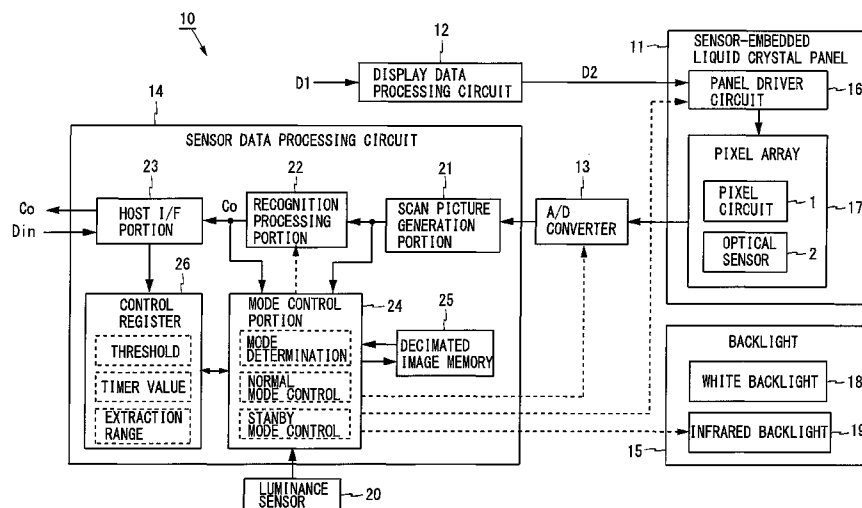 10
12
DISPLAY DATA
PROCESSING CIRCUIT
D1
D2
11
SENSOR-EMBEDDED
LIQUID CRYSTAL PANEL
PANEL DRIVER
CIRCUIT
16
PIXEL ARRAY
PIXEL
CIRCUIT
1
OPTICAL
SENSOR
2
17
14
SENSOR DATA PROCESSING CIRCUIT
23
HOST I/F
PORTION
Co
Din
Co
22
RECOGNITION
PROCESSING
PORTION
21
SCAN PICTURE
GENERATION
PORTION
13
A/D
CONVERTER
26
CONTROL
REGISTER
THRESHOLD
TIMER VALUE
EXTRACTION
RANGE
MODE CONTROL
PORTION
24
MODE
DETERMINATION
NORMAL
MODE CONTROL
STANBY
MODE CONTROL
25
DECIMATED
IMAGE MEMORY
BACKLIGHT
WHITE BACKLIGHT
18
INFRARED BACKLIGHT
19
15
LUMINANCE
SENSOR
20